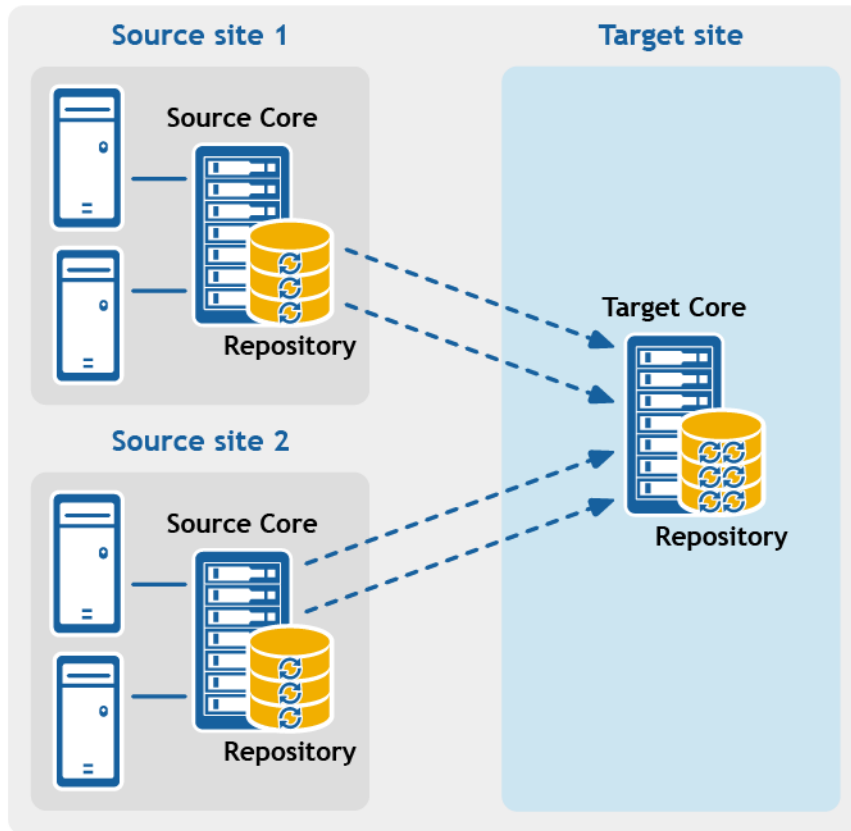 Source site 1
Target site
Source Core
Repository
Target Core
Repository
Source site 2
Source Core
Repository